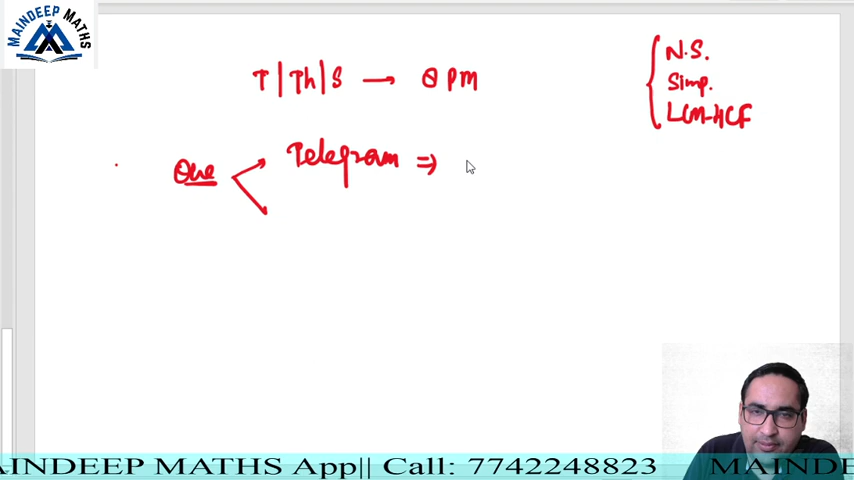 MAINDEEP MATHS
T | Th | S → 8 PM
N.S.
Simp.
LCM-HCF
Que
Telegram ⇒
AINDEEP MATHS App|| Call: 7742248823 MAINDE